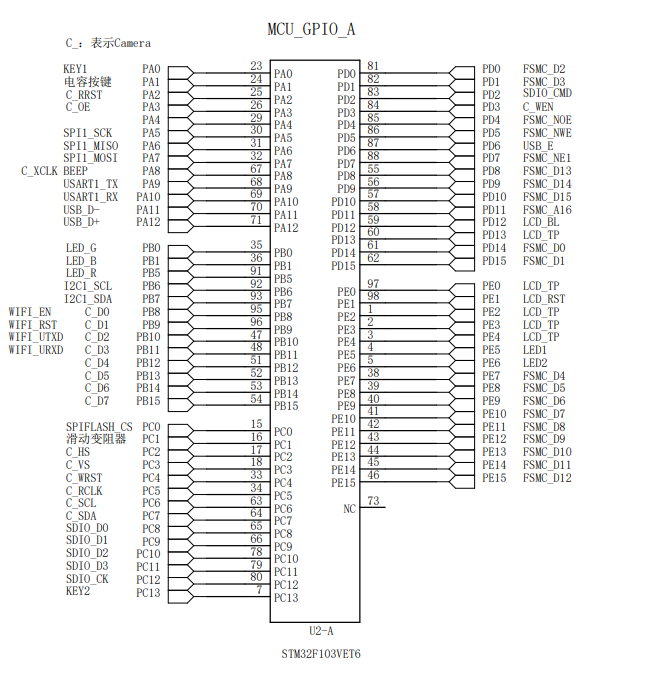 MCU_GPIO_A
C_：表示Camera
KEY1 PA0 23 PA0
电容按键 PA1 24 PA1
C_RRST PA2 25 PA2
C_OE PA3 26 PA3
PA4 29 PA4
SPI1_SCK PA5 30 PA5
SPI1_MISO PA6 31 PA6
SPI1_MOSI PA7 32 PA7
C_XCLK BEEP PA8 67 PA8
USART1_TX PA9 68 PA9
USART1_RX PA10 69 PA10
USB_D- PA11 70 PA11
USB_D+ PA12 71 PA12
LED_G PB0 35 PB0
LED_B PB1 36 PB1
LED_R PB5 91 PB5
I2C1_SCL PB6 92 PB6
I2C1_SDA PB7 93 PB7
WIFI_EN C_D0 PB8 95 PB8
WIFI_RST C_D1 PB9 96 PB9
WIFI_UTXD C_D2 PB10 47 PB10
WIFI_URXD C_D3 PB11 48 PB11
C_D4 PB12 51 PB12
C_D5 PB13 52 PB13
C_D6 PB14 53 PB14
C_D7 PB15 54 PB15
SPIFLASH_CS PC0 15 PC0
滑动变阻器 PC1 16 PC1
C_HS PC2 17 PC2
C_VS PC3 18 PC3
C_WRST PC4 33 PC4
C_RCLK PC5 34 PC5
C_SCL PC6 63 PC6
C_SDA PC7 64 PC7
SDIO_D0 PC8 65 PC8
SDIO_D1 PC9 66 PC9
SDIO_D2 PC10 78 PC10
SDIO_D3 PC11 79 PC11
SDIO_CK PC12 80 PC12
KEY2 PC13 7 PC13
PD0 81 PD0 FSMC_D2
PD1 82 PD1 FSMC_D3
PD2 83 PD2 SDIO_CMD
PD3 84 PD3 C_WEN
PD4 85 PD4 FSMC_NOE
PD5 86 PD5 FSMC_NWE
PD6 87 PD6 USB_E
PD7 88 PD7 FSMC_NE1
PD8 55 PD8 FSMC_D13
PD9 56 PD9 FSMC_D14
PD10 57 PD10 FSMC_D15
PD11 58 PD11 FSMC_A16
PD12 59 PD12 LCD_BL
PD13 60 PD13 LCD_TP
PD14 61 PD14 FSMC_D0
PD15 62 PD15 FSMC_D1
PE0 97 PE0 LCD_TP
PE1 98 PE1 LCD_RST
PE2 1 PE2 LCD_TP
PE3 2 PE3 LCD_TP
PE4 3 PE4 LCD_TP
PE5 4 PE5 LED1
PE6 5 PE6 LED2
PE7 38 PE7 FSMC_D4
PE8 39 PE8 FSMC_D5
PE9 40 PE9 FSMC_D6
PE10 41 PE10 FSMC_D7
PE11 42 PE11 FSMC_D8
PE12 43 PE12 FSMC_D9
PE13 44 PE13 FSMC_D10
PE14 45 PE14 FSMC_D11
PE15 46 PE15 FSMC_D12
NC 73
U2-A
STM32F103VET6